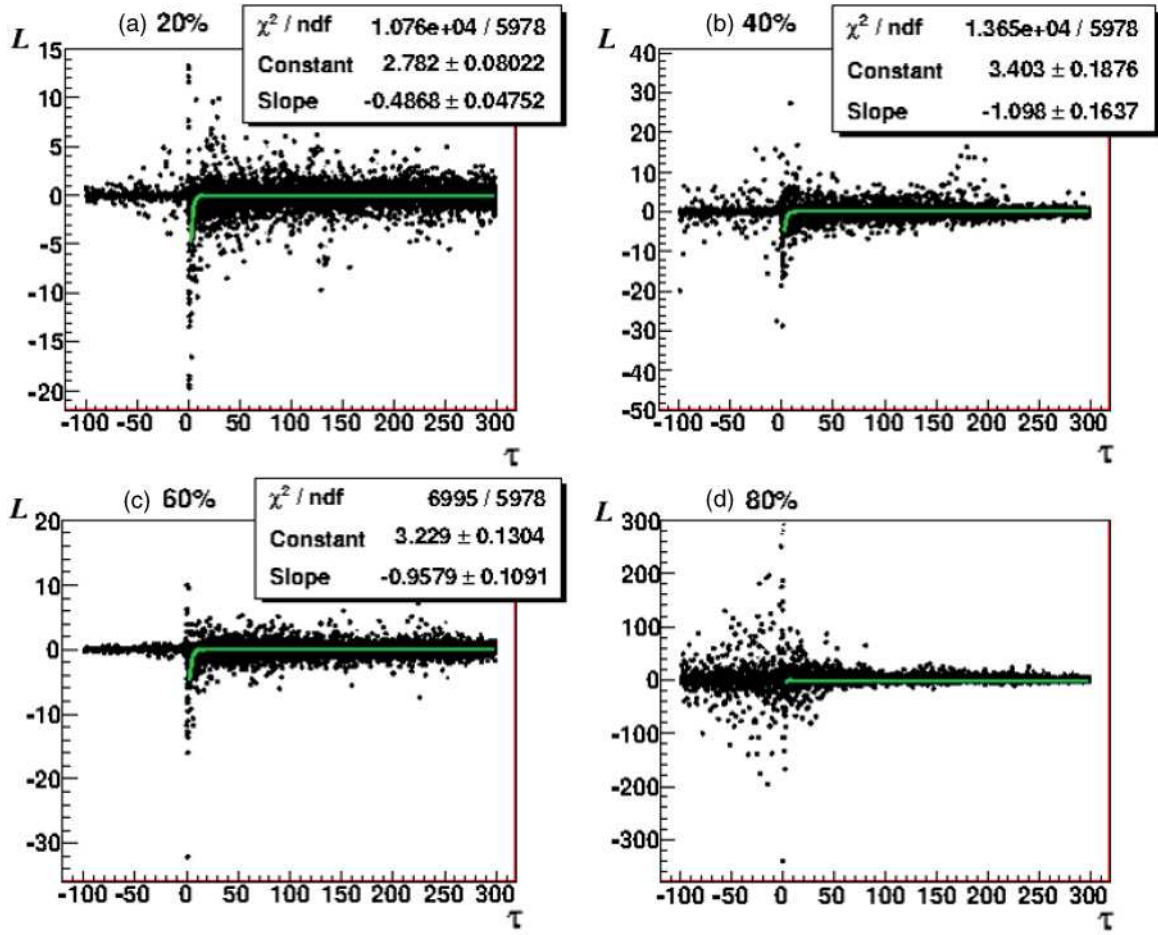 (a) 20%
L
χ² / ndf 1.076e+04 / 5978
Constant 2.782 ± 0.08022
Slope -0.4868 ± 0.04752
15
10
5
0
-5
-10
-15
-20
-100 -50 0 50 100 150 200 250 300
τ
(b) 40%
L
χ² / ndf 1.365e+04 / 5978
Constant 3.403 ± 0.1876
Slope -1.098 ± 0.1637
40
30
20
10
0
-10
-20
-30
-40
-50
-100 -50 0 50 100 150 200 250 300
τ
(c) 60%
L
χ² / ndf 6995 / 5978
Constant 3.229 ± 0.1304
Slope -0.9579 ± 0.1091
20
10
0
-10
-20
-30
-100 -50 0 50 100 150 200 250 300
τ
(d) 80%
L
300
200
100
0
-100
-200
-300
-100 -50 0 50 100 150 200 250 300
τ